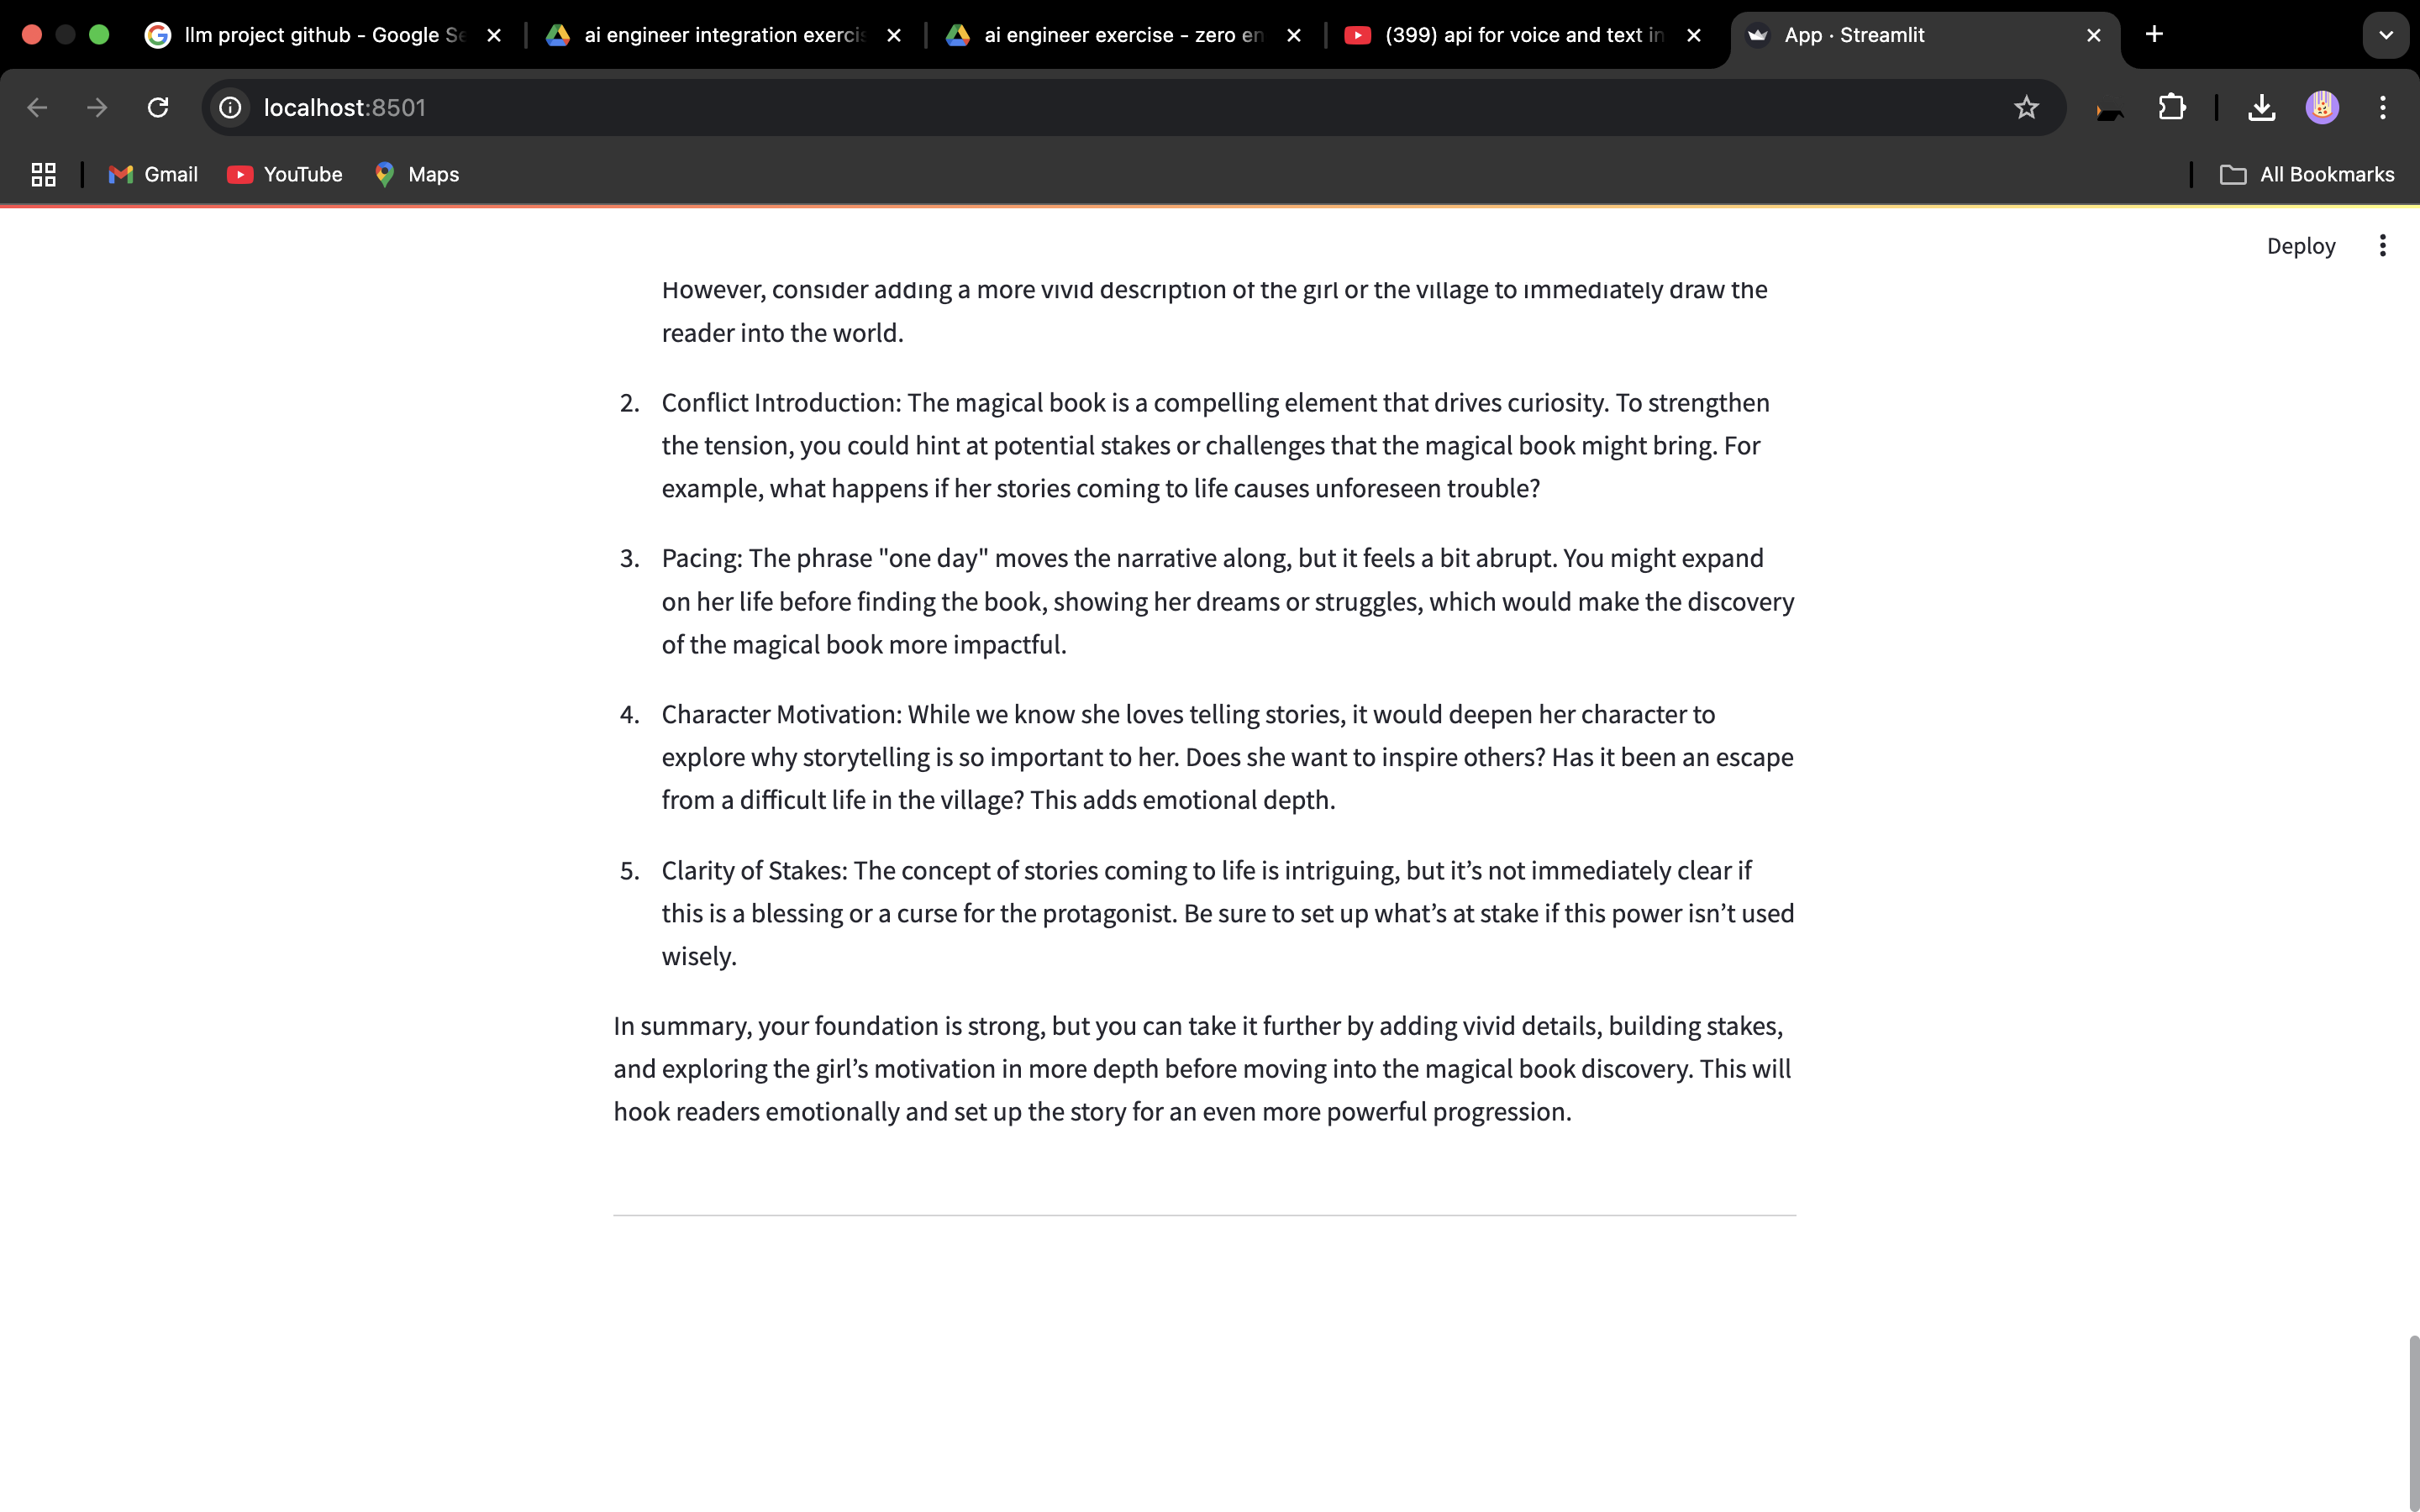 llm project github - Google Se
ai engineer integration exercis
ai engineer exercise - zero en
(399) api for voice and text in
App · Streamlit
localhost:8501
Gmail
YouTube
Maps
All Bookmarks
Deploy
However, consider adding a more vivid description of the girl or the village to immediately draw the
reader into the world.
2. Conflict Introduction: The magical book is a compelling element that drives curiosity. To strengthen
the tension, you could hint at potential stakes or challenges that the magical book might bring. For
example, what happens if her stories coming to life causes unforeseen trouble?
3. Pacing: The phrase "one day" moves the narrative along, but it feels a bit abrupt. You might expand
on her life before finding the book, showing her dreams or struggles, which would make the discovery
of the magical book more impactful.
4. Character Motivation: While we know she loves telling stories, it would deepen her character to
explore why storytelling is so important to her. Does she want to inspire others? Has it been an escape
from a difficult life in the village? This adds emotional depth.
5. Clarity of Stakes: The concept of stories coming to life is intriguing, but it’s not immediately clear if
this is a blessing or a curse for the protagonist. Be sure to set up what’s at stake if this power isn’t used
wisely.
In summary, your foundation is strong, but you can take it further by adding vivid details, building stakes,
and exploring the girl’s motivation in more depth before moving into the magical book discovery. This will
hook readers emotionally and set up the story for an even more powerful progression.